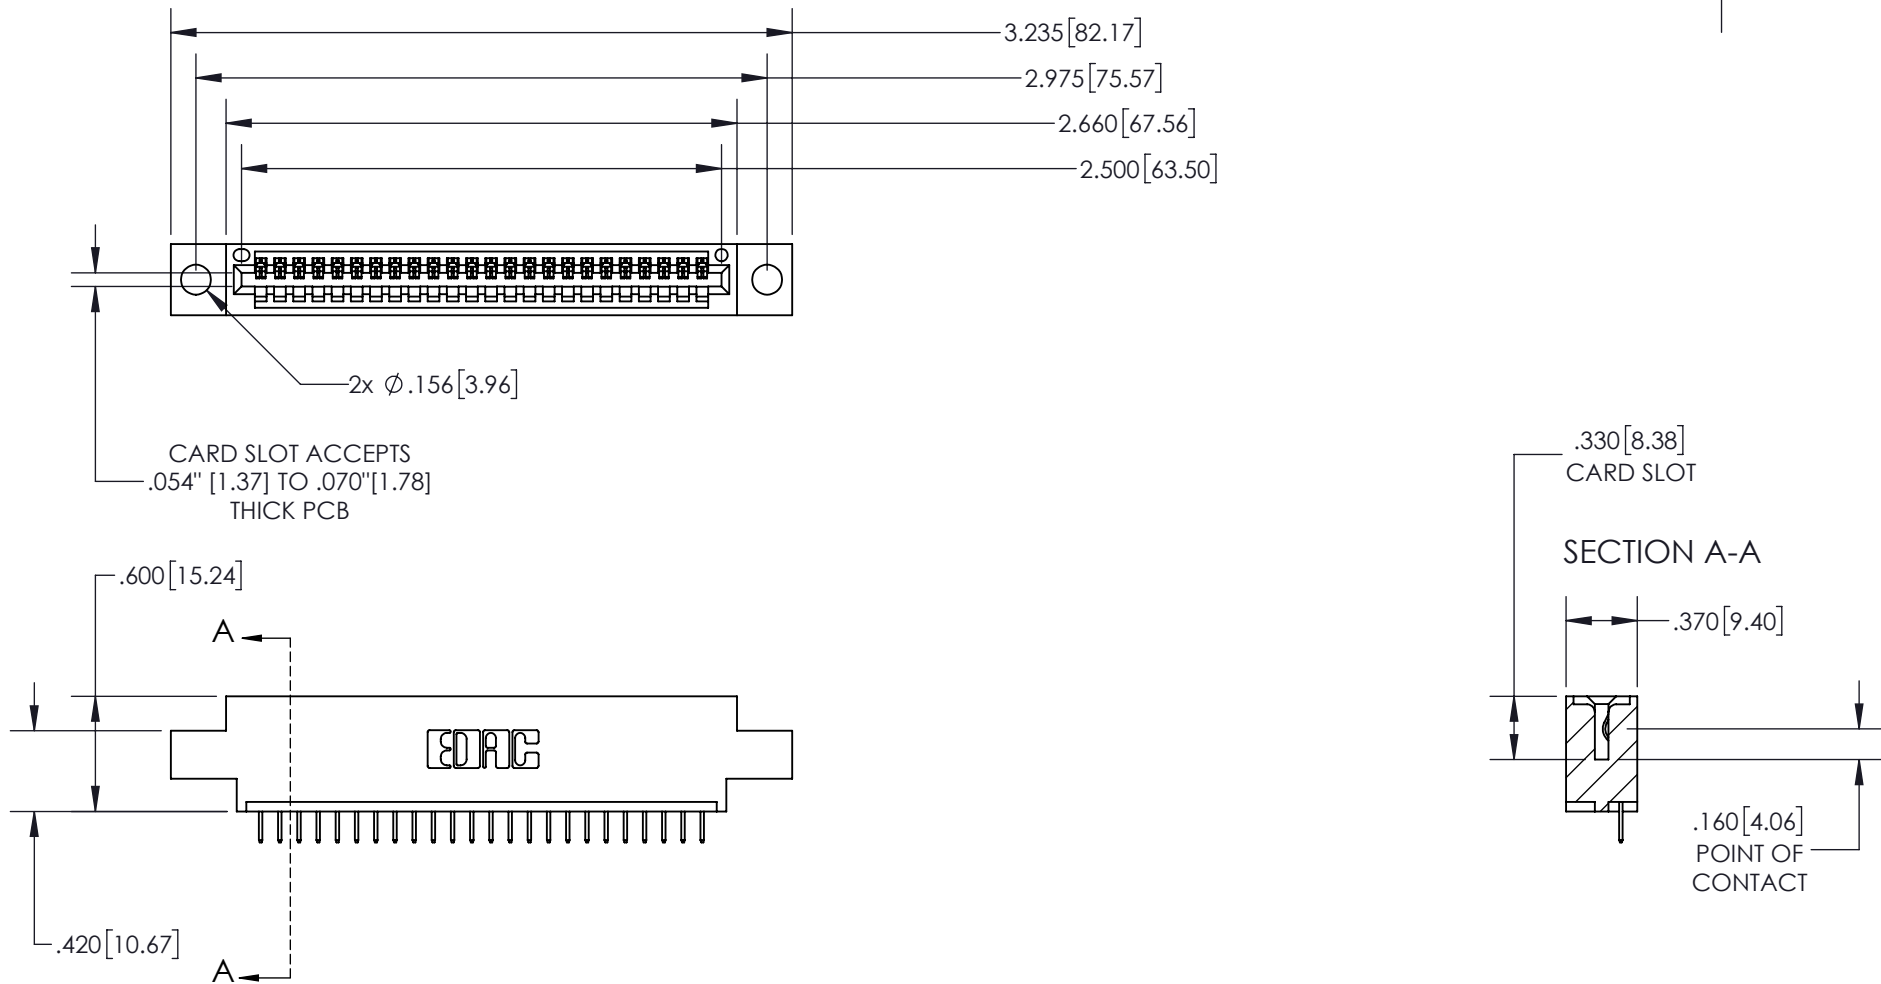 3.235[82.17]
2.975[75.57]
2.660[67.56]
2.500[63.50]
2x Ø.156[3.96]
CARD SLOT ACCEPTS
.054" [1.37] TO .070"[1.78]
THICK PCB
.330[8.38]
CARD SLOT
SECTION A-A
.600[15.24]
.370[9.40]
A
EDAC
.160[4.06]
POINT OF
CONTACT
.420[10.67]
A